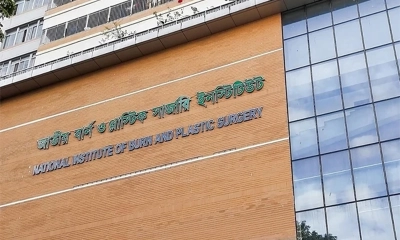 জাতীয় বার্ন ও প্লাস্টিক সার্জারি ইনস্টিটিউট
NATIONAL INSTITUTE OF BURN AND PLASTIC SURGERY